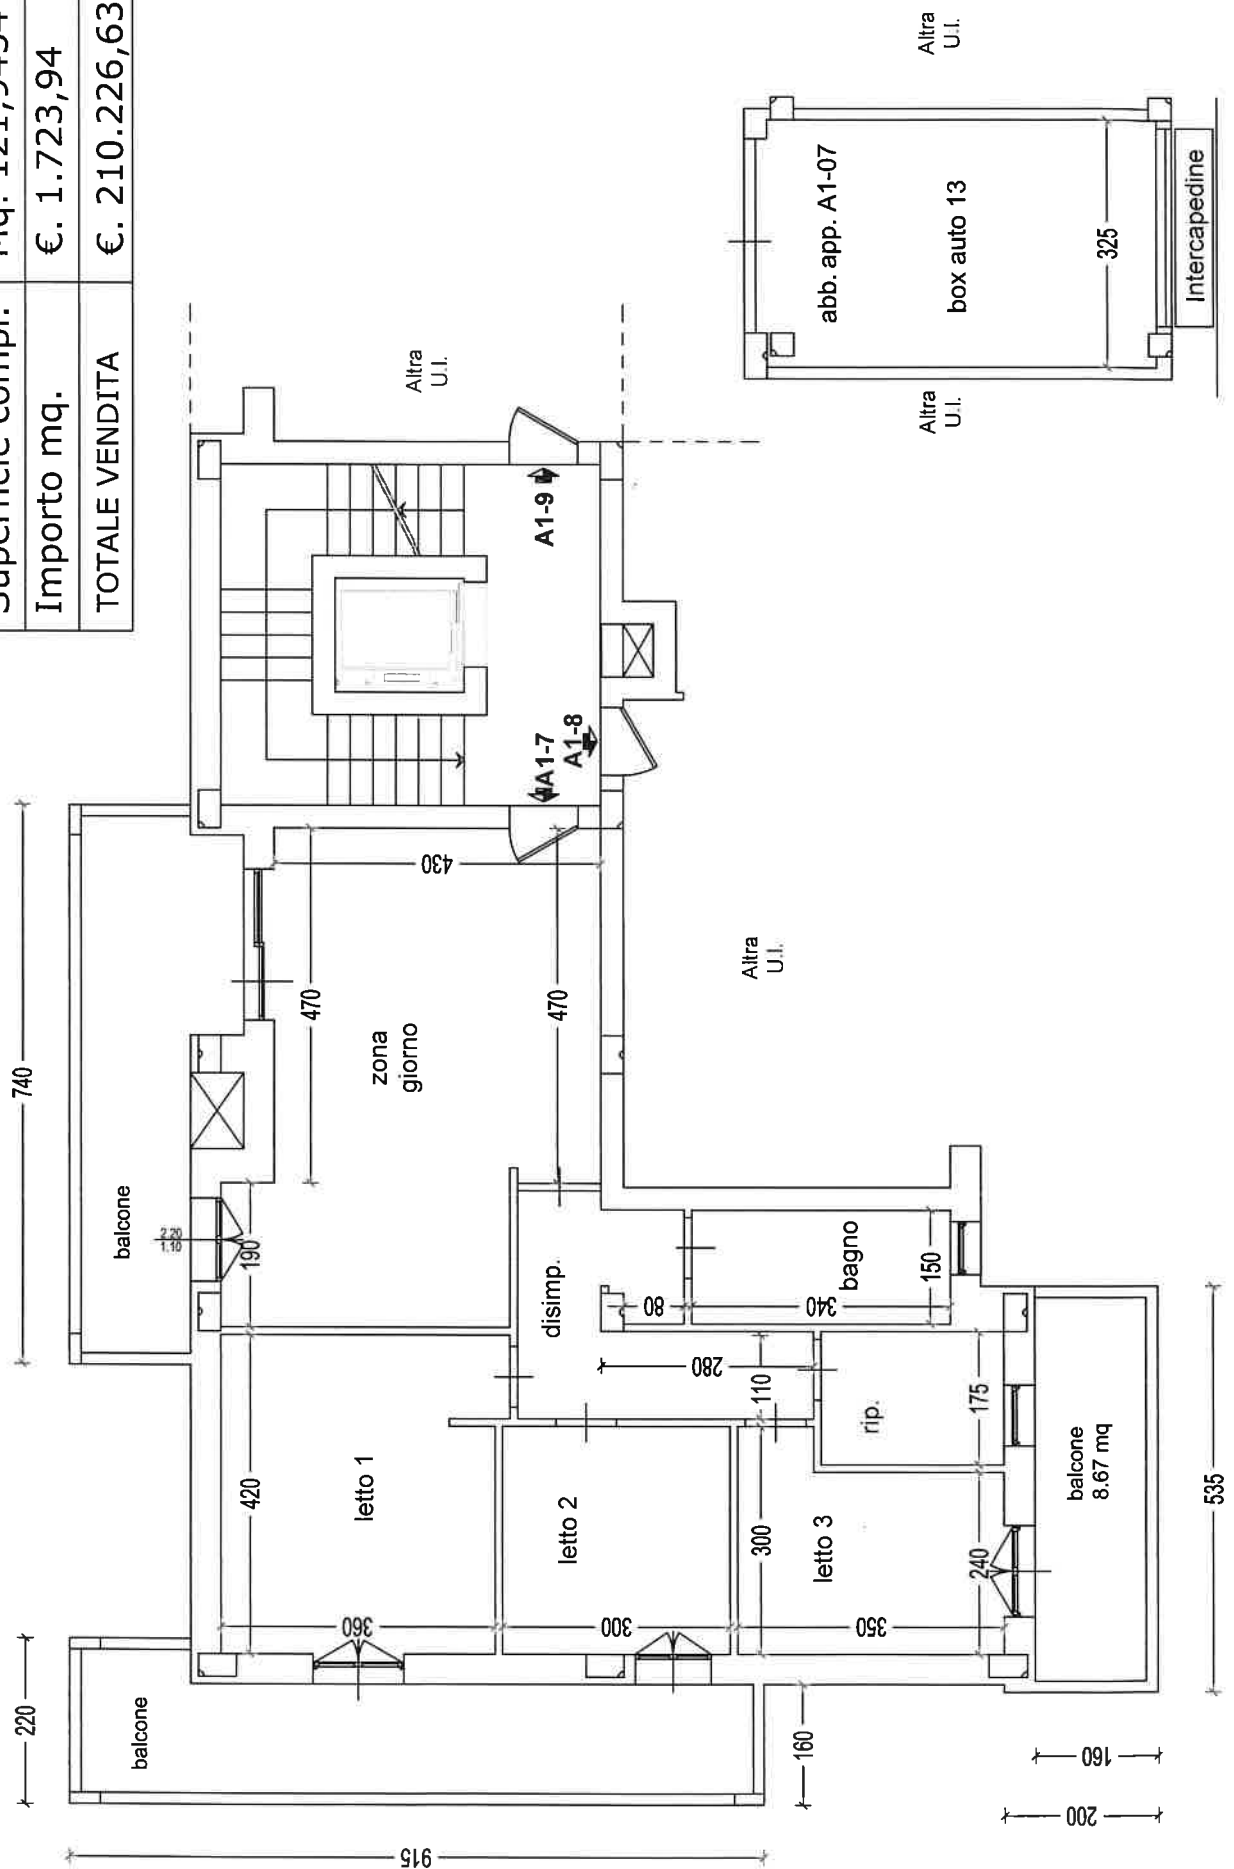 Importo mq.
€. 1.723,94
TOTALE VENDITA
€. 210.226,63
Altra
U.I.
abb. app. A1-07
box auto 13
325
Intercapedine
Altra
U.I.
Altra
U.I.
A1-9
A1-7
A1-8
740
balcone
2.20
1.10
430
470
zona
giorno
470
190
Altra
U.I.
disimp.
80
bagno
150
340
280
110
rip.
175
letto 1
420
360
letto 2
300
letto 3
300
350
240
balcone
8.67 mq
535
220
balcone
160
915
160
200